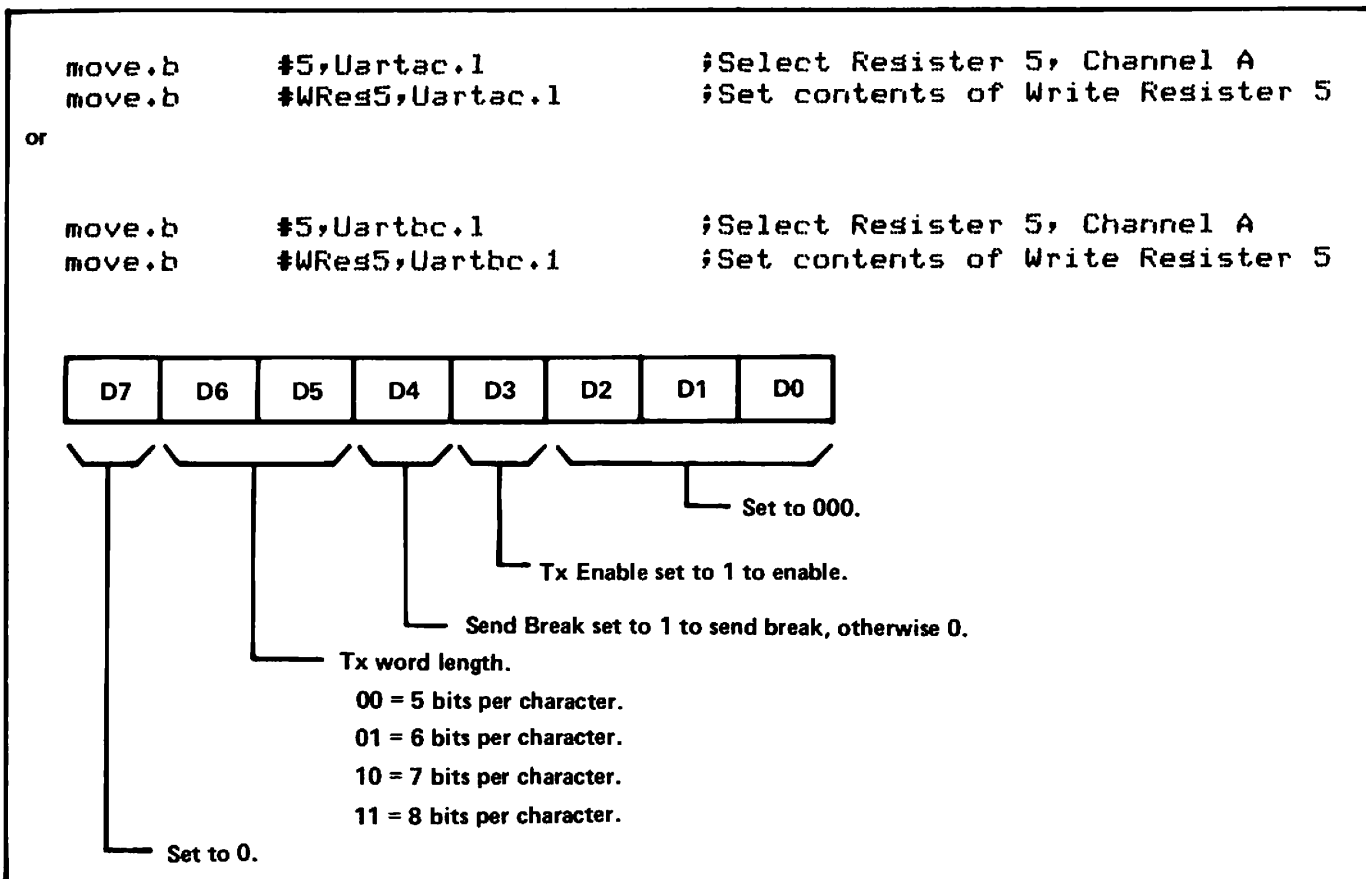 move.b #5,Uartac.l ;Select Register 5, Channel A
move.b #WReg5,Uartac.l ;Set contents of Write Register 5
or
move.b #5,Uartbc.l ;Select Register 5, Channel A
move.b #WReg5,Uartbc.l ;Set contents of Write Register 5
D7 D6 D5 D4 D3 D2 D1 D0
Set to 000.
Tx Enable set to 1 to enable.
Send Break set to 1 to send break, otherwise 0.
Tx word length.
00 = 5 bits per character.
01 = 6 bits per character.
10 = 7 bits per character.
11 = 8 bits per character.
Set to 0.